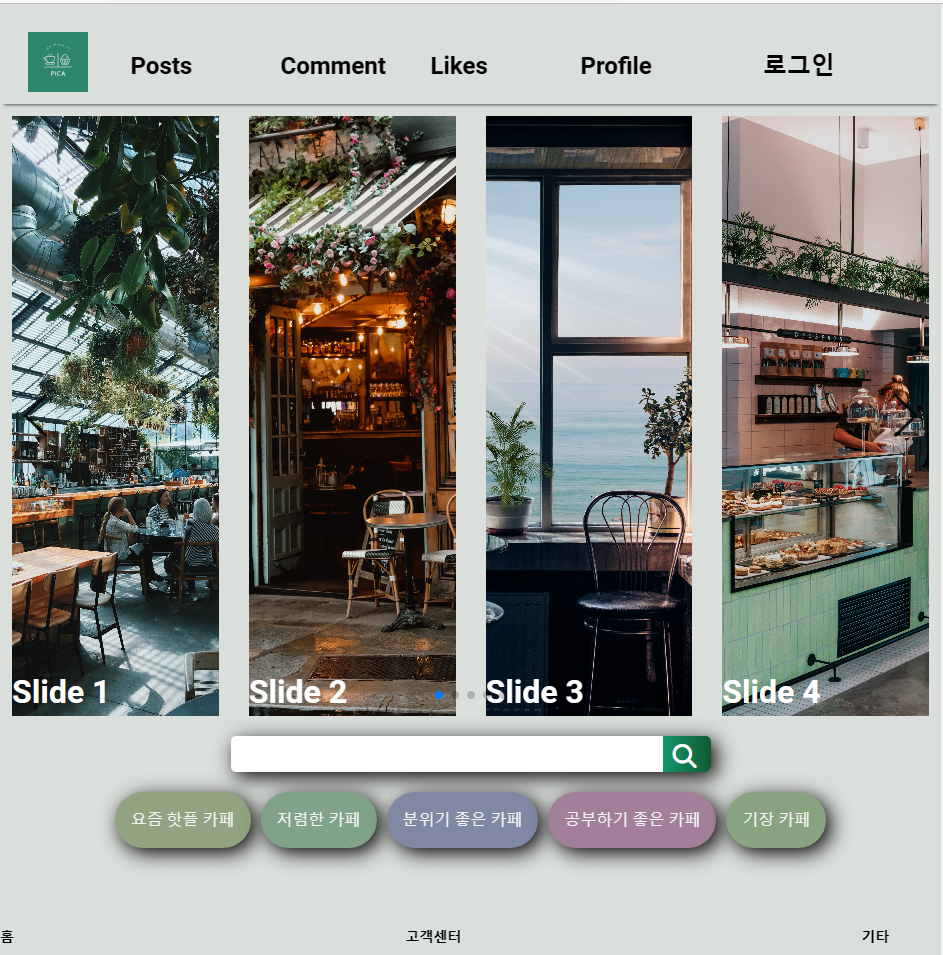 PICA
Posts Comment Likes Profile 로그인
Slide 1 Slide 2 Slide 3 Slide 4
요즘 핫플 카페 저렴한 카페 분위기 좋은 카페 공부하기 좋은 카페 기장 카페
홈 고객센터 기타